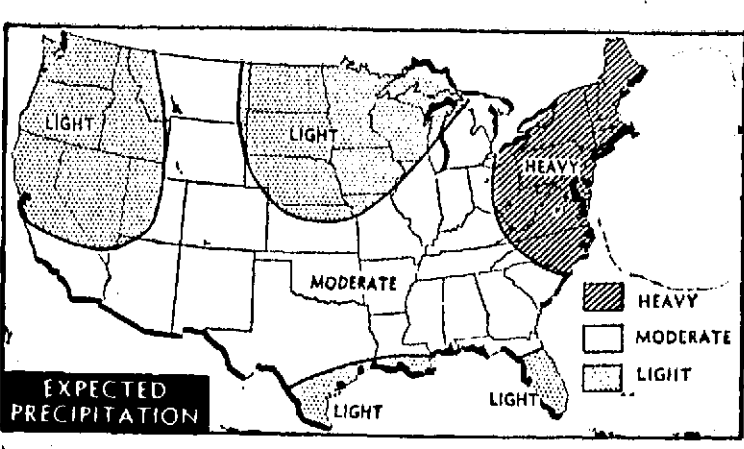 LIGHT
LIGHT
HEAVY
MODERATE
HEAVY
MODERATE
LIGHT
EXPECTED
PRECIPITATION
LIGHT
LIGHT